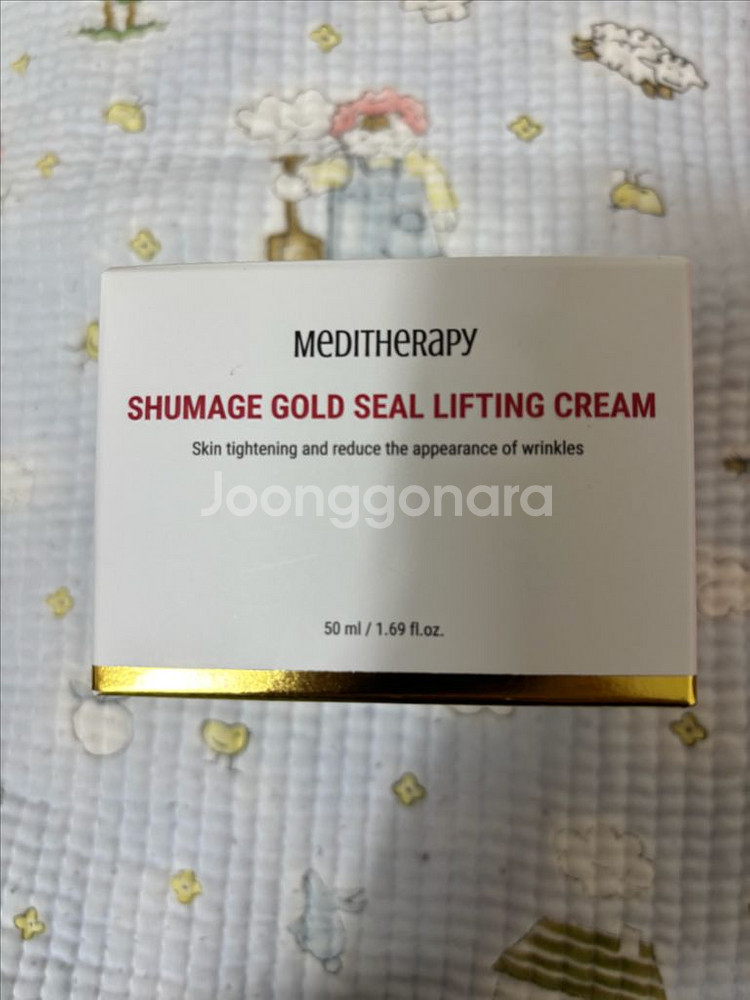 MEDITHERAPY
SHUMAGE GOLD SEAL LIFTING CREAM
Skin tightening and reduce the appearance of wrinkles
Joonggonara
50 ml / 1.69 fl.oz.